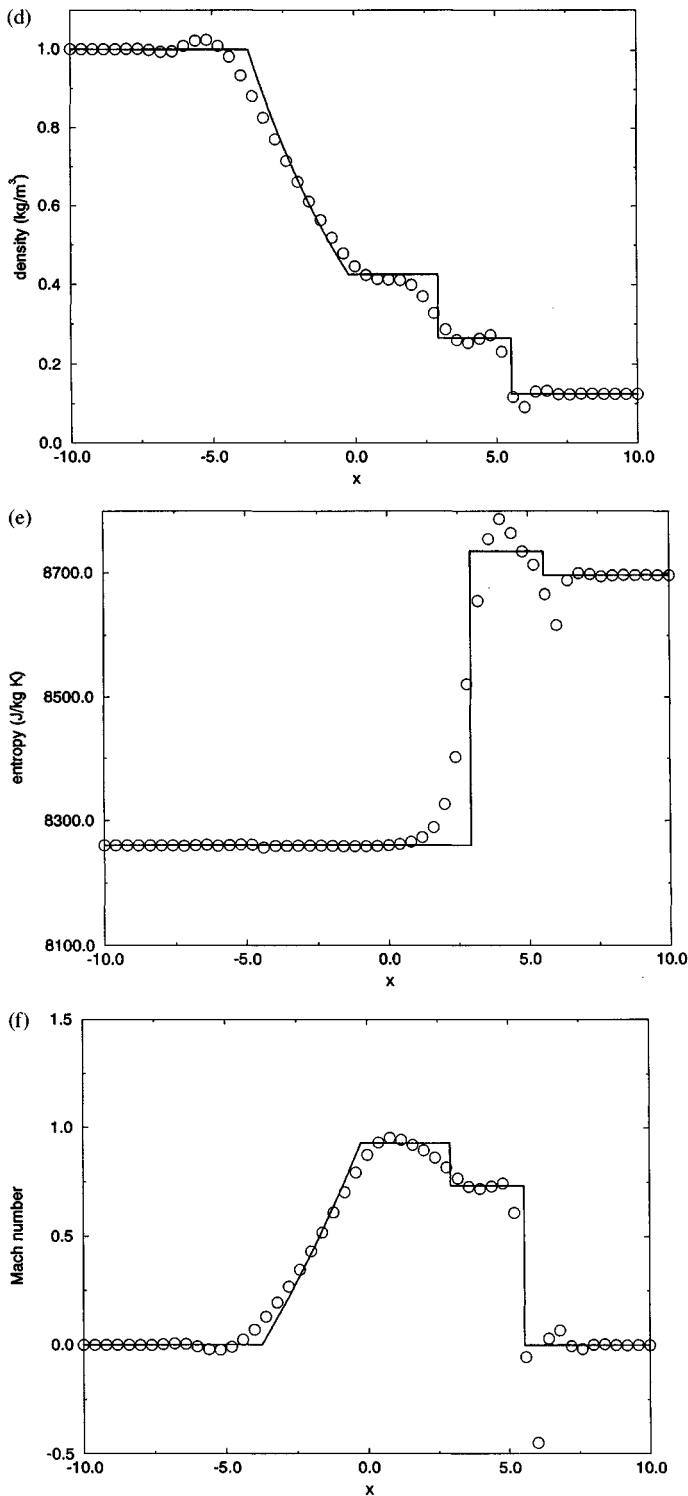 (d)
density (kg/m³)
1.0
0.8
0.6
0.4
0.2
0.0
-10.0 -5.0 0.0 5.0 10.0
x
(e)
entropy (J/kg K)
8700.0
8500.0
8300.0
8100.0
-10.0 -5.0 0.0 5.0 10.0
x
(f)
Mach number
1.5
1.0
0.5
0.0
-0.5
-10.0 -5.0 0.0 5.0 10.0
x